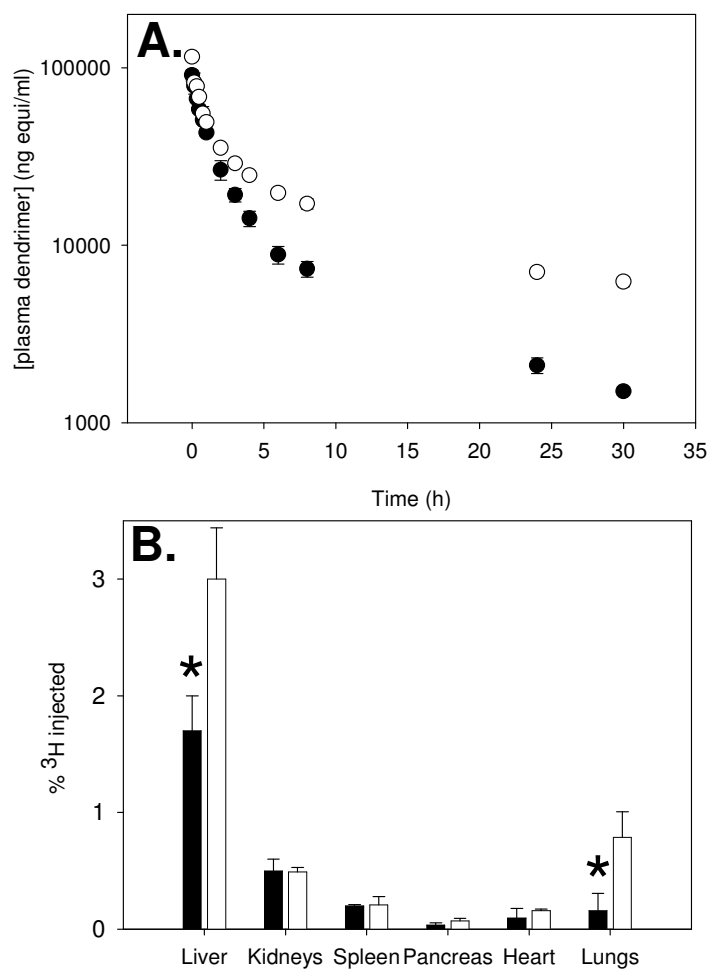 A.
[plasma dendrimer] (ng equi/ml)
100000
10000
1000
0 5 10 15 20 25 30 35
Time (h)
B.
% ³H injected
3
2
1
0
*
*
Liver Kidneys Spleen Pancreas Heart Lungs